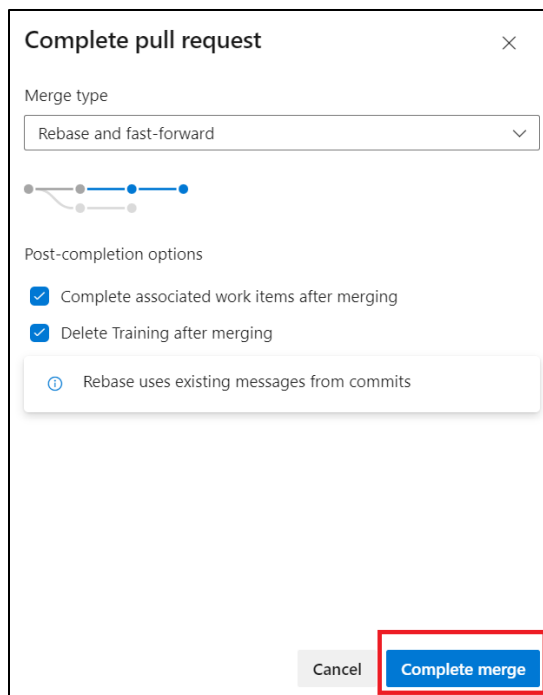 Complete pull request
Merge type
Rebase and fast-forward
Post-completion options
Complete associated work items after merging
Delete Training after merging
Rebase uses existing messages from commits
Cancel
Complete merge